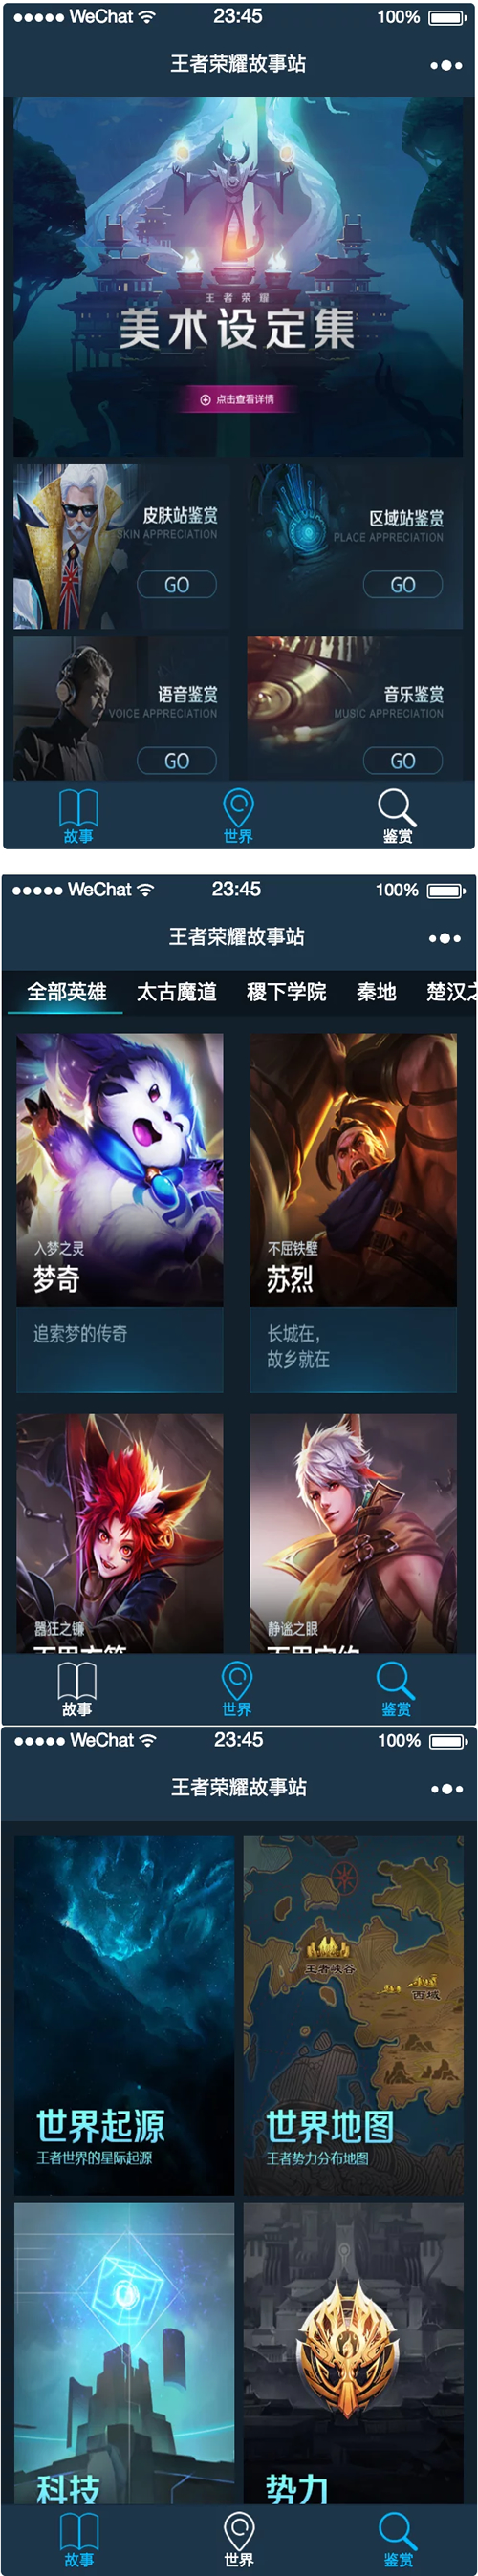 ●●●●● WeChat
23:45
100%
王者荣耀故事站
王者荣耀
美术设定集
点击查看详情
皮肤站鉴赏
SKIN APPRECIATION
GO
区域站鉴赏
PLACE APPRECIATION
GO
语音鉴赏
VOICE APPRECIATION
GO
音乐鉴赏
MUSIC APPRECIATION
GO
故事
世界
鉴赏
●●●●● WeChat
23:45
100%
王者荣耀故事站
全部英雄
太古魔道
稷下学院
秦地
楚汉之
入梦之灵
梦奇
追索梦的传奇
不屈铁壁
苏烈
长城在，
故乡就在
嚣狂之镰
静谧之眼
故事
世界
鉴赏
●●●●● WeChat
23:45
100%
王者荣耀故事站
世界起源
王者世界的星际起源
王者峡谷
西域
世界地图
王者势力分布地图
科技
势力
故事
世界
鉴赏